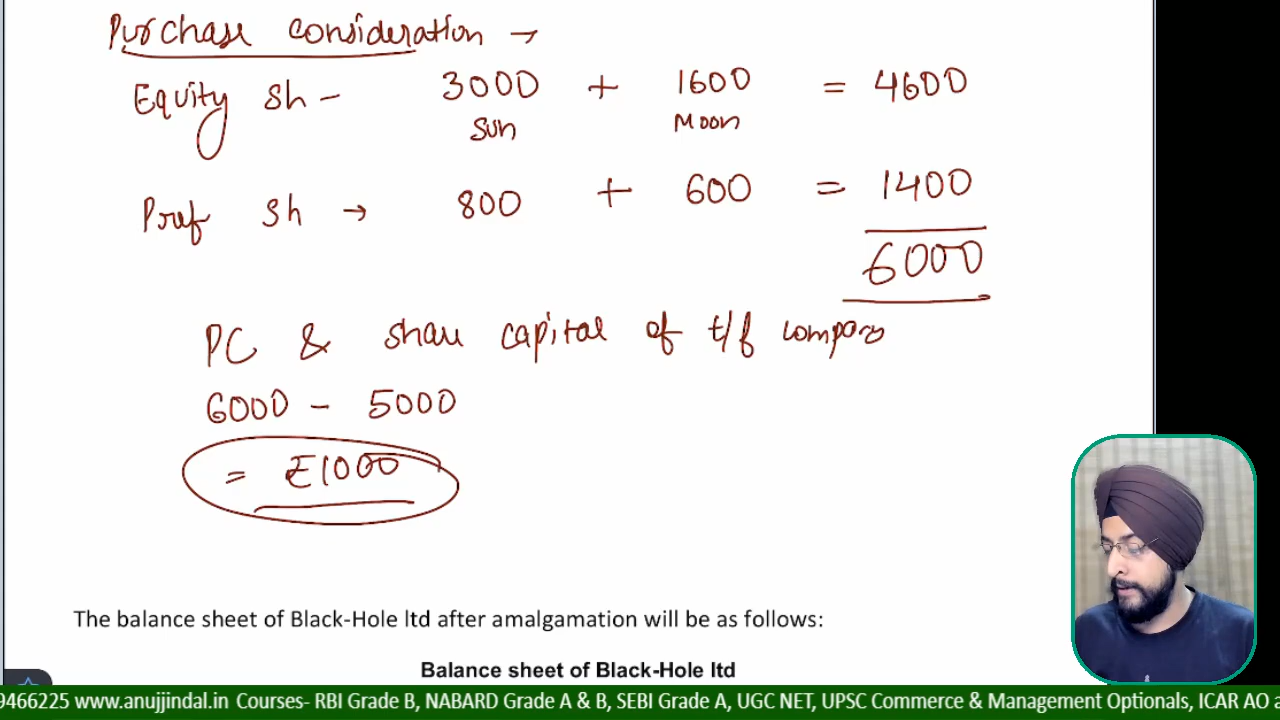 Purchase consideration →
Equity Sh - 3000 + 1600 = 4600
Sun Moon
Pref Sh → 800 + 600 = 1400
6000
PC & share capital of t/f company
6000 - 5000
= ₹1000
The balance sheet of Black-Hole ltd after amalgamation will be as follows:
Balance sheet of Black-Hole ltd
9466225 www.anujjindal.in Courses- RBI Grade B, NABARD Grade A & B, SEBI Grade A, UGC NET, UPSC Commerce & Management Optionals, ICAR AO a